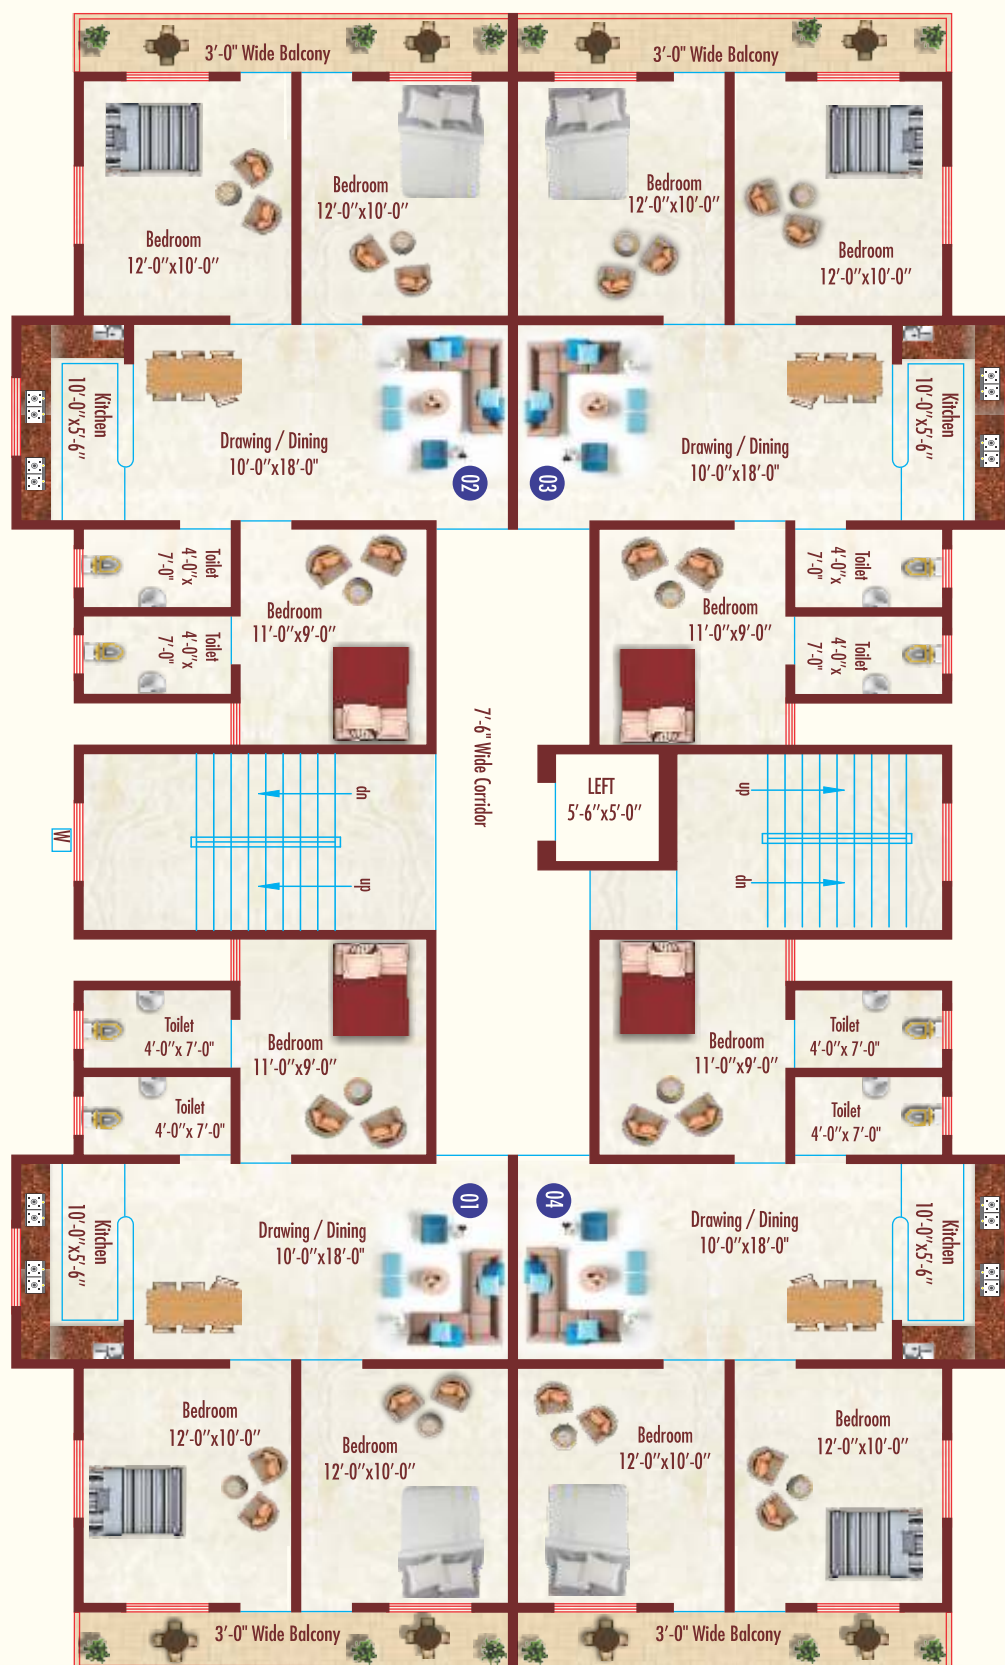 3'-0" Wide Balcony
3'-0" Wide Balcony
Bedroom
12'-0"x10'-0"
Bedroom
12'-0"x10'-0"
Bedroom
12'-0"x10'-0"
Bedroom
12'-0"x10'-0"
Kitchen
10'-0"x5'-6"
Drawing / Dining
10'-0"x18'-0"
02
03
Drawing / Dining
10'-0"x18'-0"
Kitchen
10'-0"x5'-6"
Toilet
4'-0"x
7'-0"
Toilet
4'-0"x
7'-0"
Bedroom
11'-0"x9'-0"
Bedroom
11'-0"x9'-0"
Toilet
4'-0"x
7'-0"
Toilet
4'-0"x
7'-0"
7'-6" Wide Corridor
LEFT
5'-6"x5'-0"
dn
up
up
dn
W
Toilet
4'-0"x 7'-0"
Toilet
4'-0"x 7'-0"
Bedroom
11'-0"x9'-0"
Bedroom
11'-0"x9'-0"
Toilet
4'-0"x 7'-0"
Toilet
4'-0"x 7'-0"
Kitchen
10'-0"x5'-6"
Drawing / Dining
10'-0"x18'-0"
01
04
Drawing / Dining
10'-0"x18'-0"
Kitchen
10'-0"x5'-6"
Bedroom
12'-0"x10'-0"
Bedroom
12'-0"x10'-0"
Bedroom
12'-0"x10'-0"
Bedroom
12'-0"x10'-0"
3'-0" Wide Balcony
3'-0" Wide Balcony